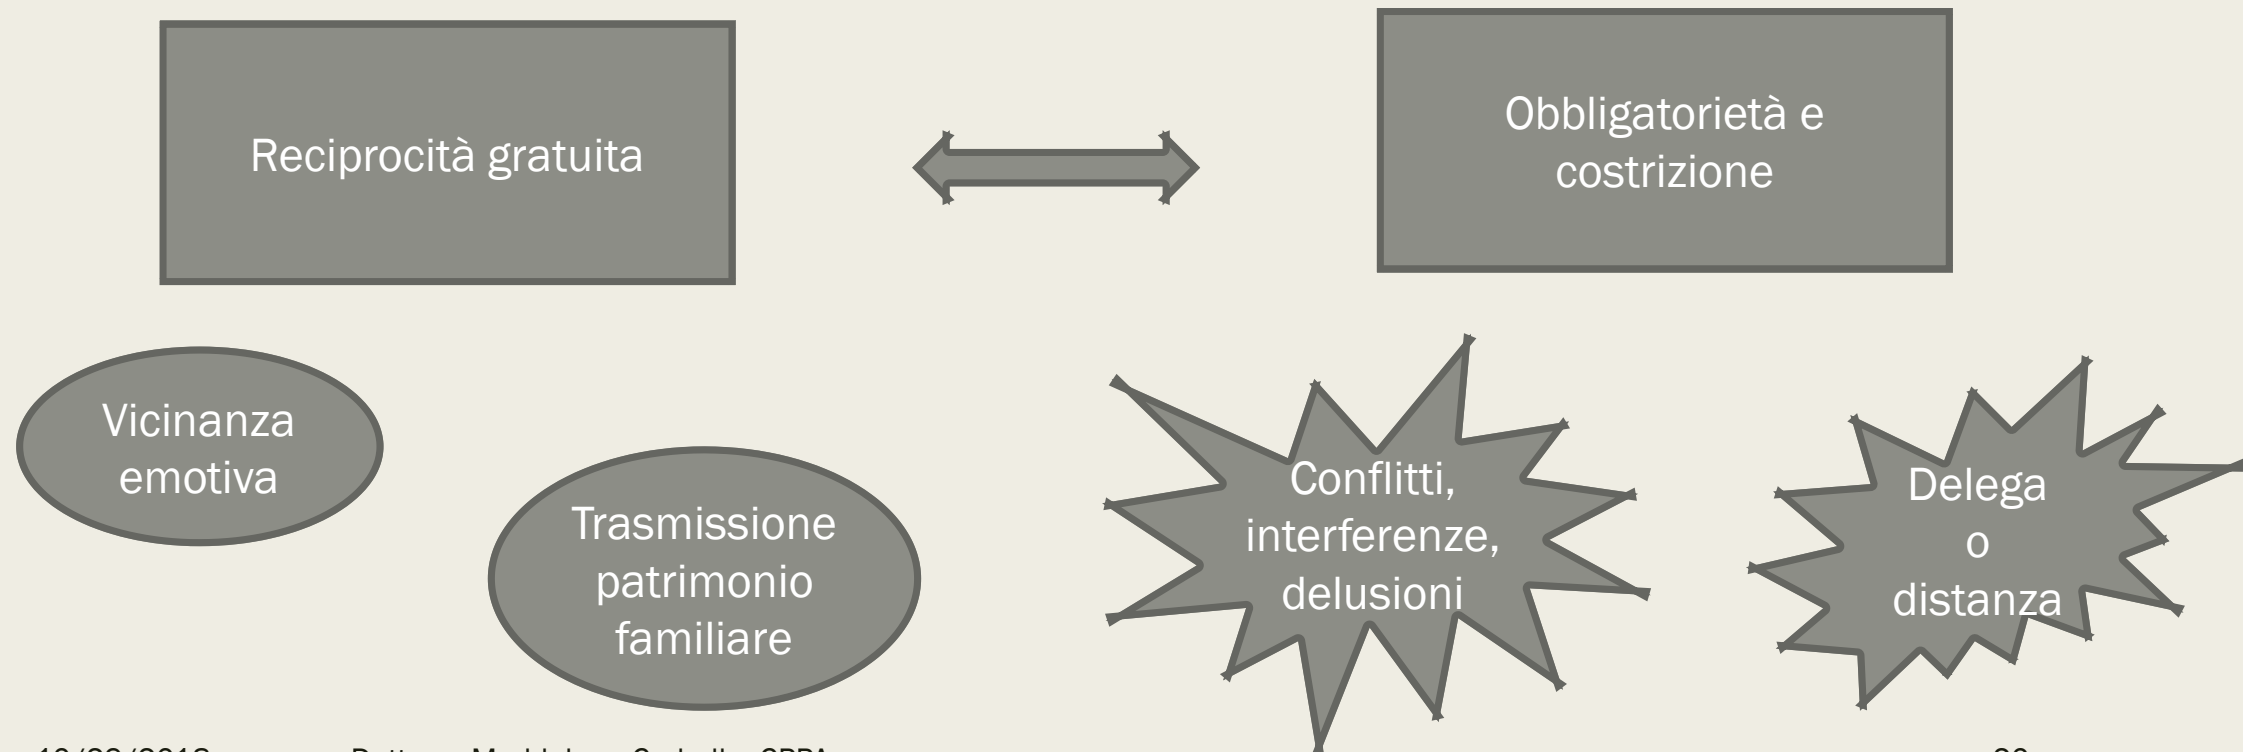 Reciprocità gratuita
Obbligatorietà e
costrizione
Vicinanza
emotiva
Trasmissione
patrimonio
familiare
Conflitti,
interferenze,
delusioni
Delega
o
distanza